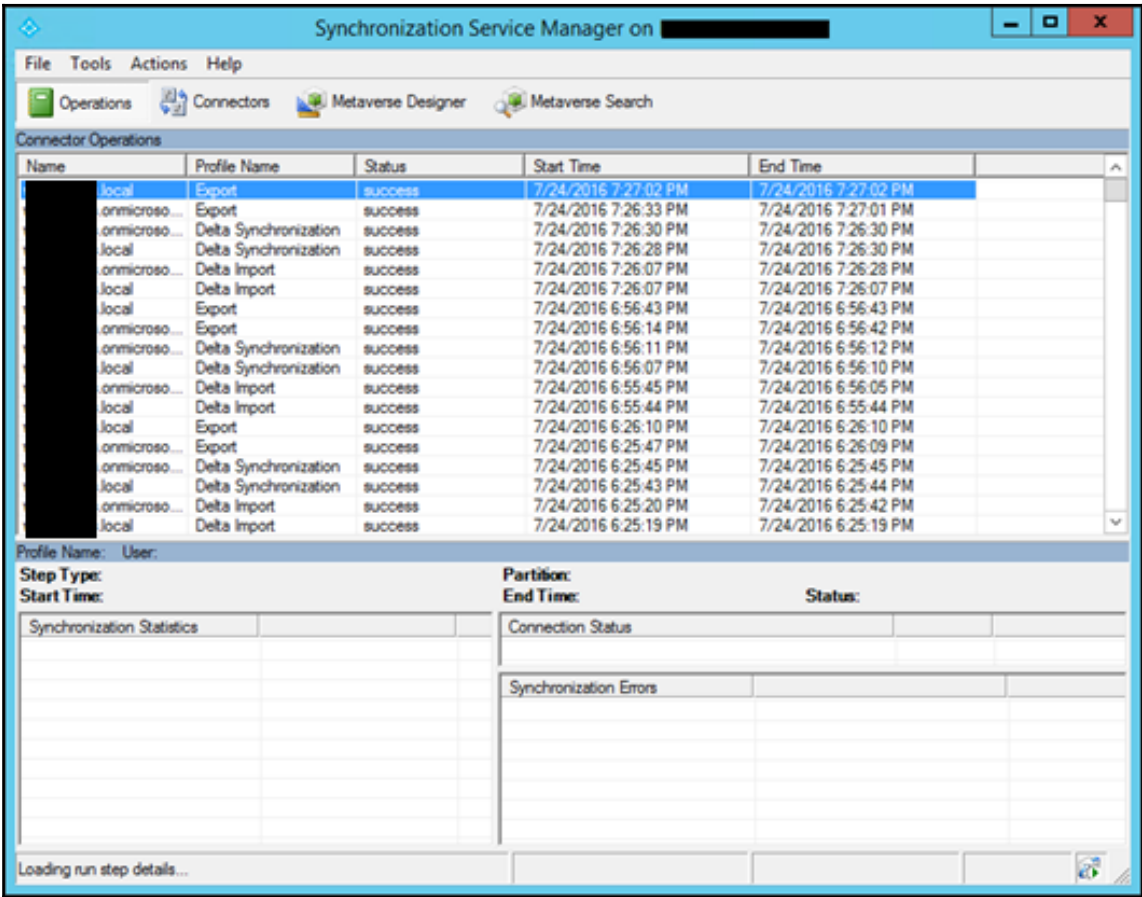 Synchronization Service Manager on
File Tools Actions Help
Operations Connectors Metaverse Designer Metaverse Search
Connector Operations
Name Profile Name Status Start Time End Time
.local Export success 7/24/2016 7:27:02 PM 7/24/2016 7:27:02 PM
.onmicroso... Export success 7/24/2016 7:26:33 PM 7/24/2016 7:27:01 PM
.onmicroso... Delta Synchronization success 7/24/2016 7:26:30 PM 7/24/2016 7:26:30 PM
.local Delta Synchronization success 7/24/2016 7:26:28 PM 7/24/2016 7:26:30 PM
.onmicroso... Delta Import success 7/24/2016 7:26:07 PM 7/24/2016 7:26:28 PM
.local Delta Import success 7/24/2016 7:26:07 PM 7/24/2016 7:26:07 PM
.local Export success 7/24/2016 6:56:43 PM 7/24/2016 6:56:43 PM
.onmicroso... Export success 7/24/2016 6:56:14 PM 7/24/2016 6:56:42 PM
.onmicroso... Delta Synchronization success 7/24/2016 6:56:11 PM 7/24/2016 6:56:12 PM
.local Delta Synchronization success 7/24/2016 6:56:07 PM 7/24/2016 6:56:10 PM
.onmicroso... Delta Import success 7/24/2016 6:55:45 PM 7/24/2016 6:56:05 PM
.local Delta Import success 7/24/2016 6:55:44 PM 7/24/2016 6:55:44 PM
.local Export success 7/24/2016 6:26:10 PM 7/24/2016 6:26:10 PM
.onmicroso... Export success 7/24/2016 6:25:47 PM 7/24/2016 6:26:09 PM
.onmicroso... Delta Synchronization success 7/24/2016 6:25:45 PM 7/24/2016 6:25:45 PM
.local Delta Synchronization success 7/24/2016 6:25:43 PM 7/24/2016 6:25:44 PM
.onmicroso... Delta Import success 7/24/2016 6:25:20 PM 7/24/2016 6:25:42 PM
.local Delta Import success 7/24/2016 6:25:19 PM 7/24/2016 6:25:19 PM
Profile Name: User:
Step Type: Partition:
Start Time: End Time: Status:
Synchronization Statistics Connection Status
Synchronization Errors
Loading run step details...